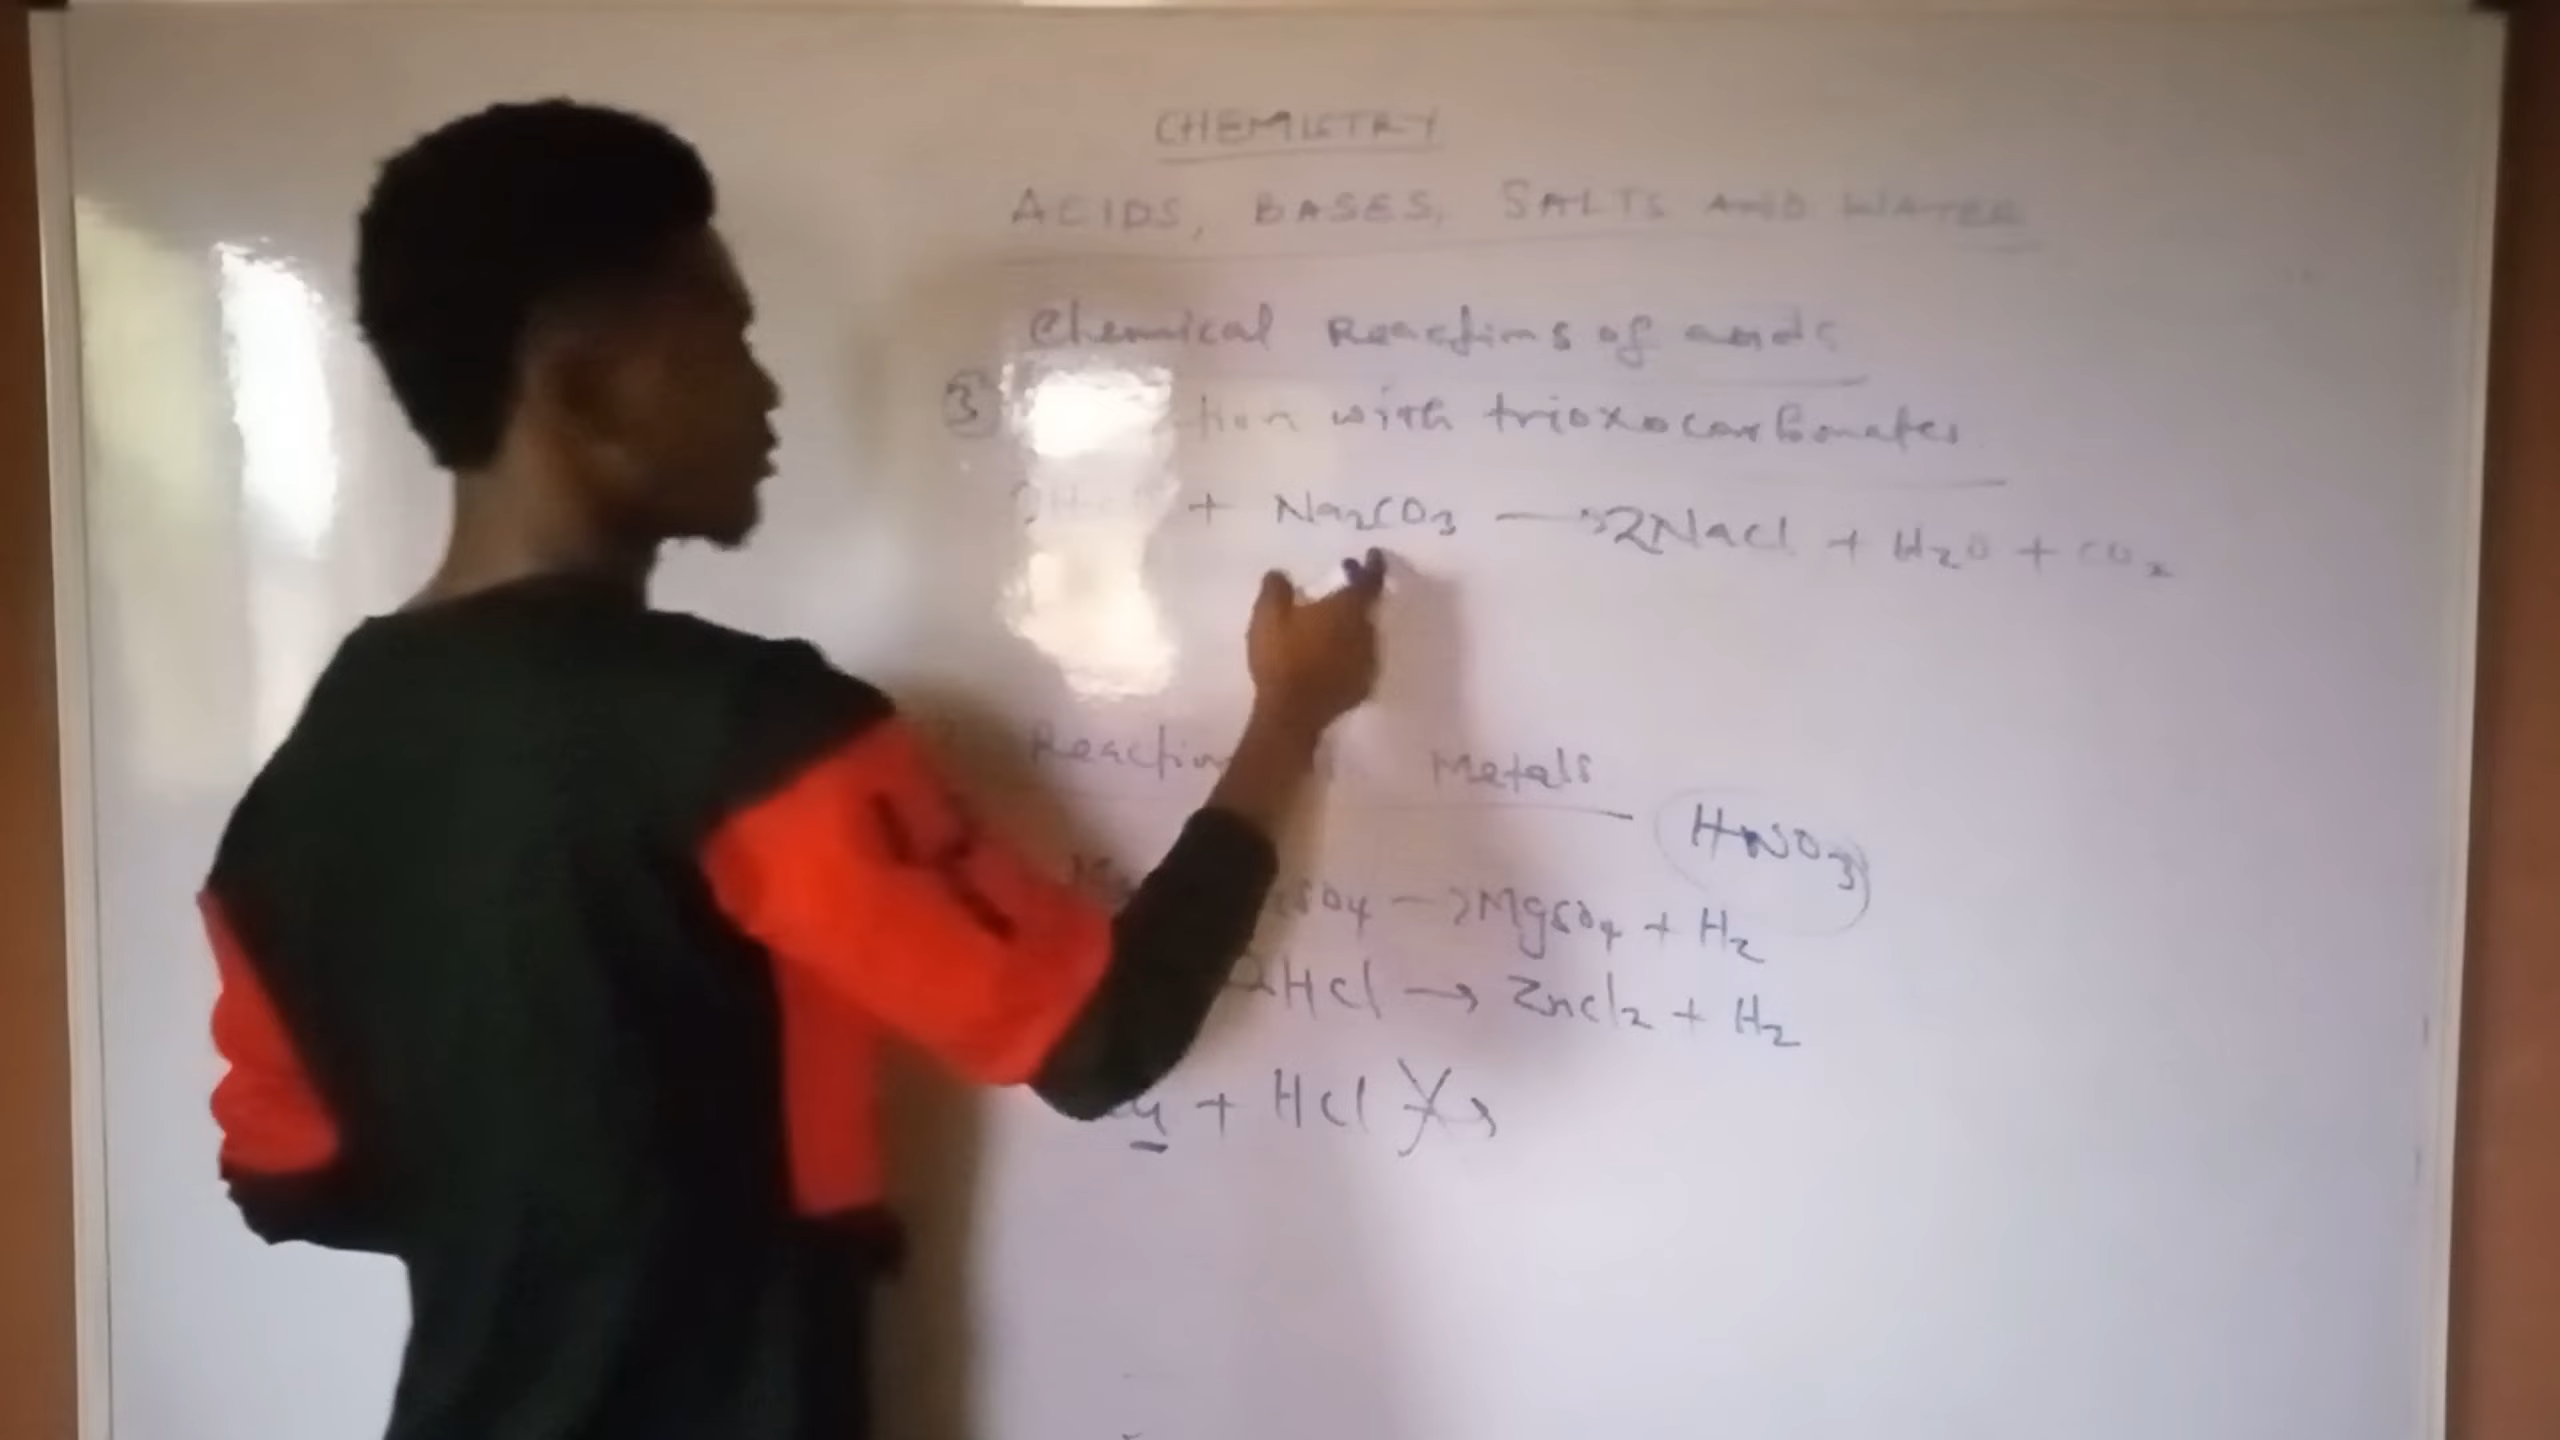 CHEMISTRY
ACIDS, BASES, SALTS AND WATER
Chemical Reactions of acids
③ tion with trioxocarbonates
+ Na₂CO₃ → 2NaCl + H₂O + CO₂
Reaction Metals
HNO₃
SO₄ → MgSO₄ + H₂
2HCl → ZnCl₂ + H₂
+ HCl